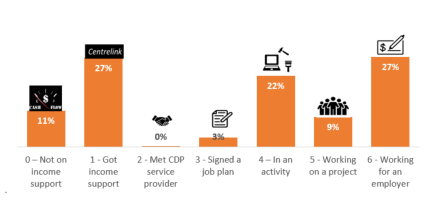 Centrelink
CASH FLOW
$
27%
27%
22%
11%
9%
3%
0%
0 – Not on income support
1 - Got income support
2 - Met CDP service provider
3 - Signed a job plan
4 – In an activity
5 - Working on a project
6 - Working for an employer